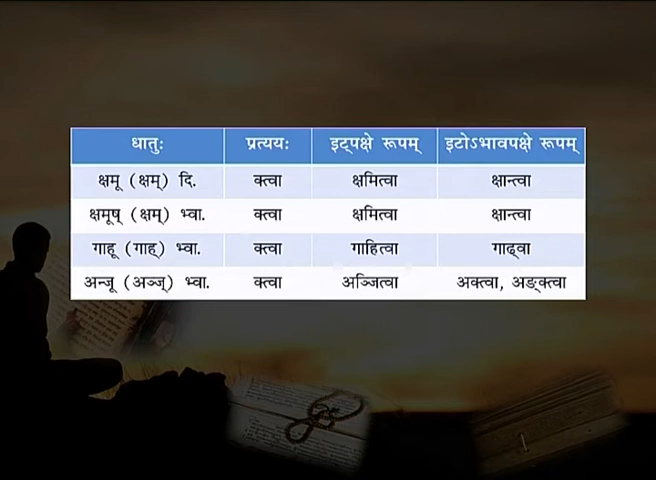 धातुः प्रत्ययः इट्पक्षे रूपम् इटोऽभावपक्षे रूपम्
क्षमू (क्षम्) दि. क्त्वा क्षमित्वा क्षान्त्वा
क्षमूष् (क्षम्) भ्वा. क्त्वा क्षमित्वा क्षान्त्वा
गाहू (गाह्) भ्वा. क्त्वा गाहित्वा गाढ्वा
अन्जू (अञ्ज्) भ्वा. क्त्वा अञ्जित्वा अक्त्वा, अङ्क्त्वा